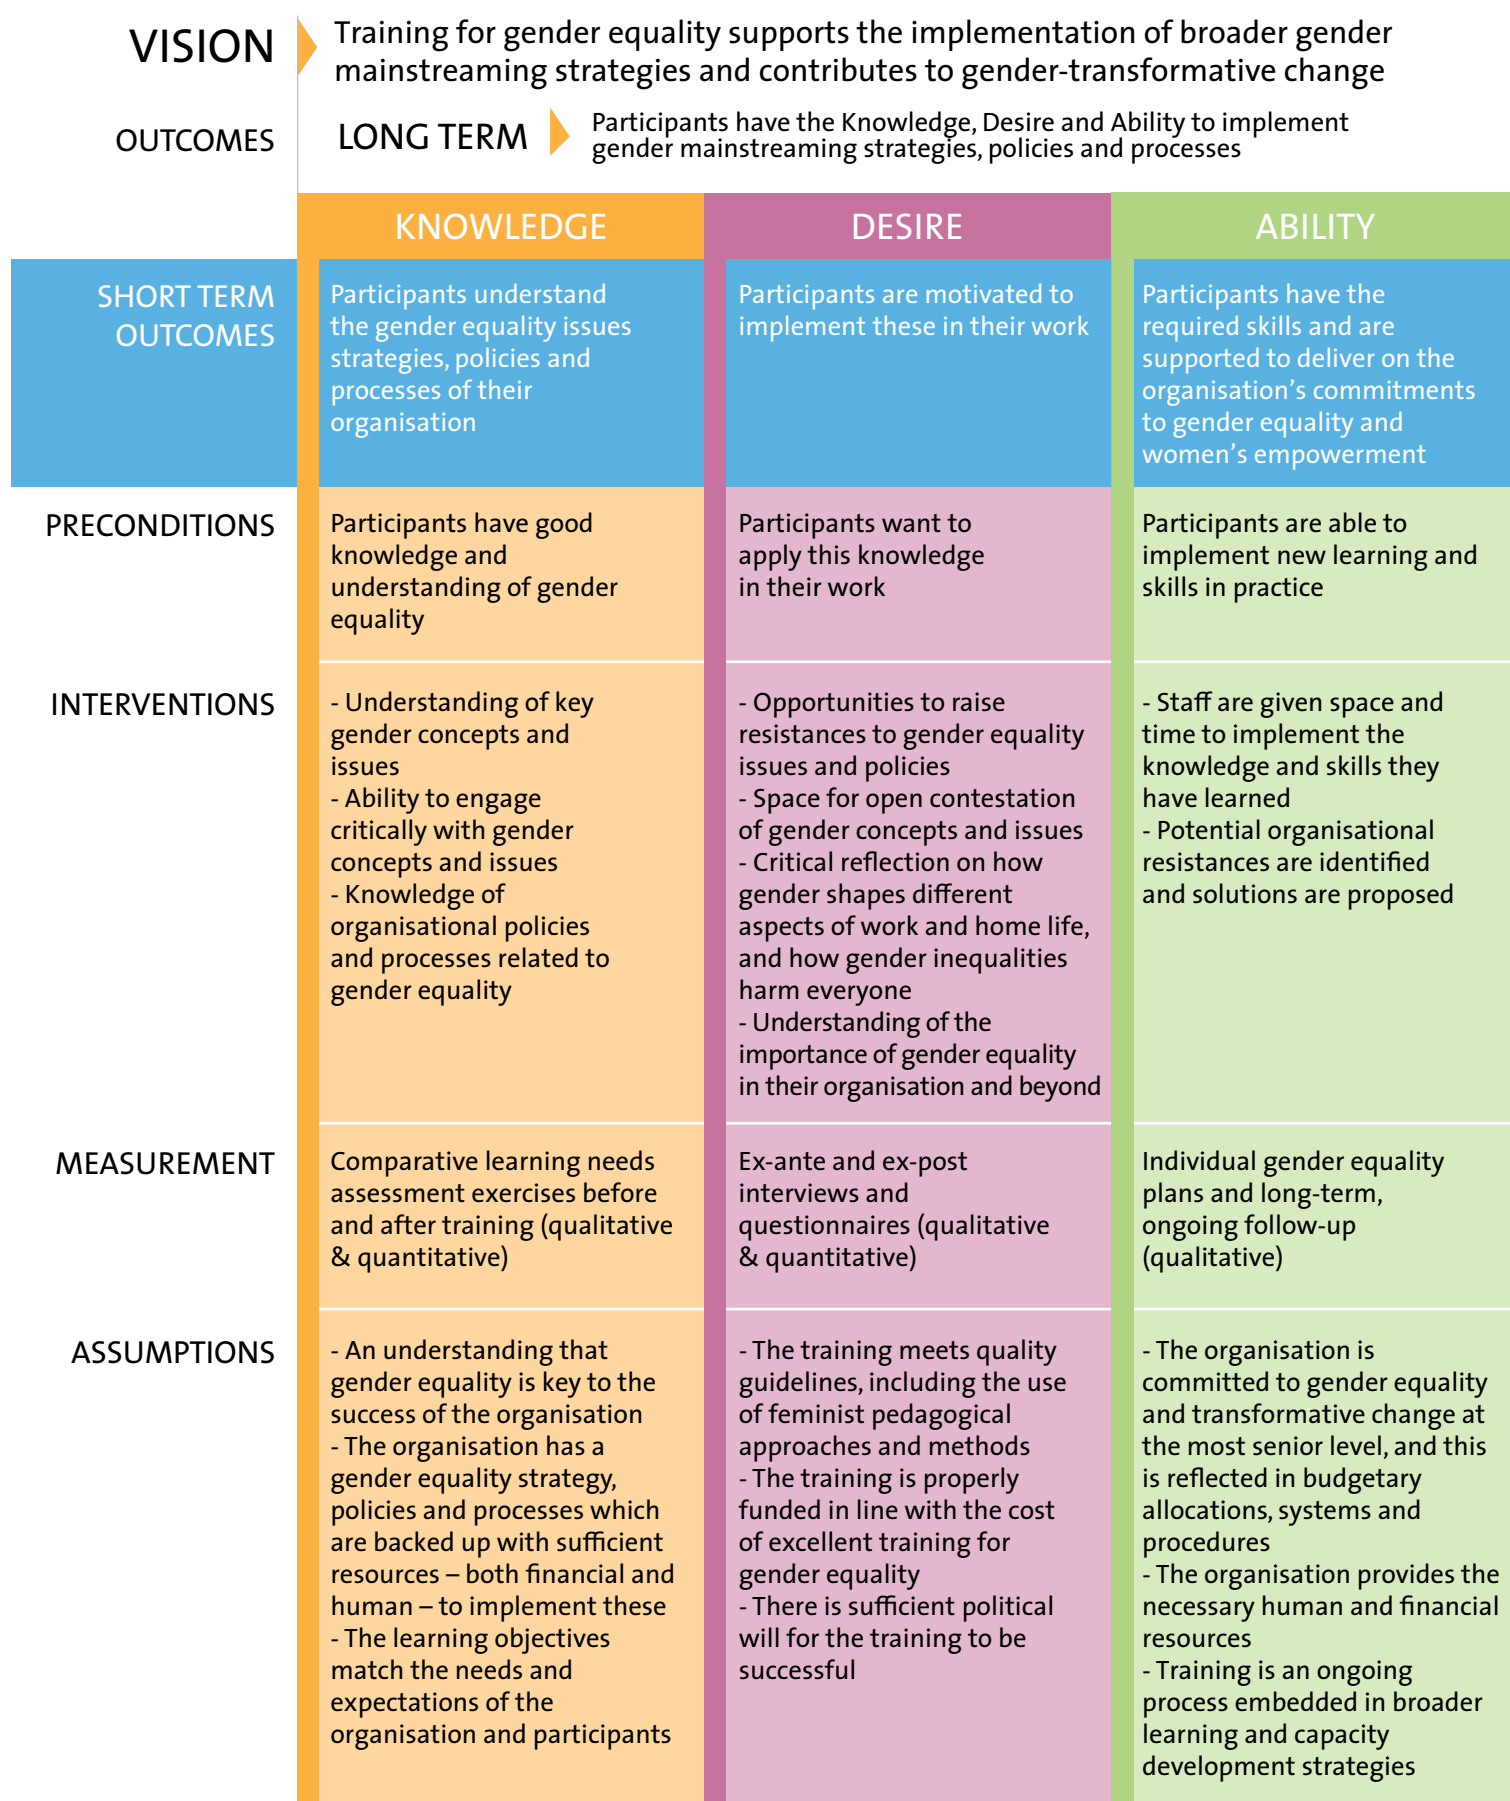 VISION
Training for gender equality supports the implementation of broader gender
mainstreaming strategies and contributes to gender-transformative change
OUTCOMES
LONG TERM
Participants have the Knowledge, Desire and Ability to implement
gender mainstreaming strategies, policies and processes
KNOWLEDGE
DESIRE
ABILITY
SHORT TERM
OUTCOMES
Participants understand
the gender equality issues
strategies, policies and
processes of their
organisation
Participants are motivated to
implement these in their work
Participants have the
required skills and are
supported to deliver on the
organisation's commitments
to gender equality and
women's empowerment
PRECONDITIONS
Participants have good
knowledge and
understanding of gender
equality
Participants want to
apply this knowledge
in their work
Participants are able to
implement new learning and
skills in practice
INTERVENTIONS
- Understanding of key
gender concepts and
issues
- Ability to engage
critically with gender
concepts and issues
- Knowledge of
organisational policies
and processes related to
gender equality
- Opportunities to raise
resistances to gender equality
issues and policies
- Space for open contestation
of gender concepts and issues
- Critical reflection on how
gender shapes different
aspects of work and home life,
and how gender inequalities
harm everyone
- Understanding of the
importance of gender equality
in their organisation and beyond
- Staff are given space and
time to implement the
knowledge and skills they
have learned
- Potential organisational
resistances are identified
and solutions are proposed
MEASUREMENT
Comparative learning needs
assessment exercises before
and after training (qualitative
& quantitative)
Ex-ante and ex-post
interviews and
questionnaires (qualitative
& quantitative)
Individual gender equality
plans and long-term,
ongoing follow-up
(qualitative)
ASSUMPTIONS
- An understanding that
gender equality is key to the
success of the organisation
- The organisation has a
gender equality strategy,
policies and processes which
are backed up with sufficient
resources – both financial and
human – to implement these
- The learning objectives
match the needs and
expectations of the
organisation and participants
- The training meets quality
guidelines, including the use
of feminist pedagogical
approaches and methods
- The training is properly
funded in line with the cost
of excellent training for
gender equality
- There is sufficient political
will for the training to be
successful
- The organisation is
committed to gender equality
and transformative change at
the most senior level, and this
is reflected in budgetary
allocations, systems and
procedures
- The organisation provides the
necessary human and financial
resources
- Training is an ongoing
process embedded in broader
learning and capacity
development strategies